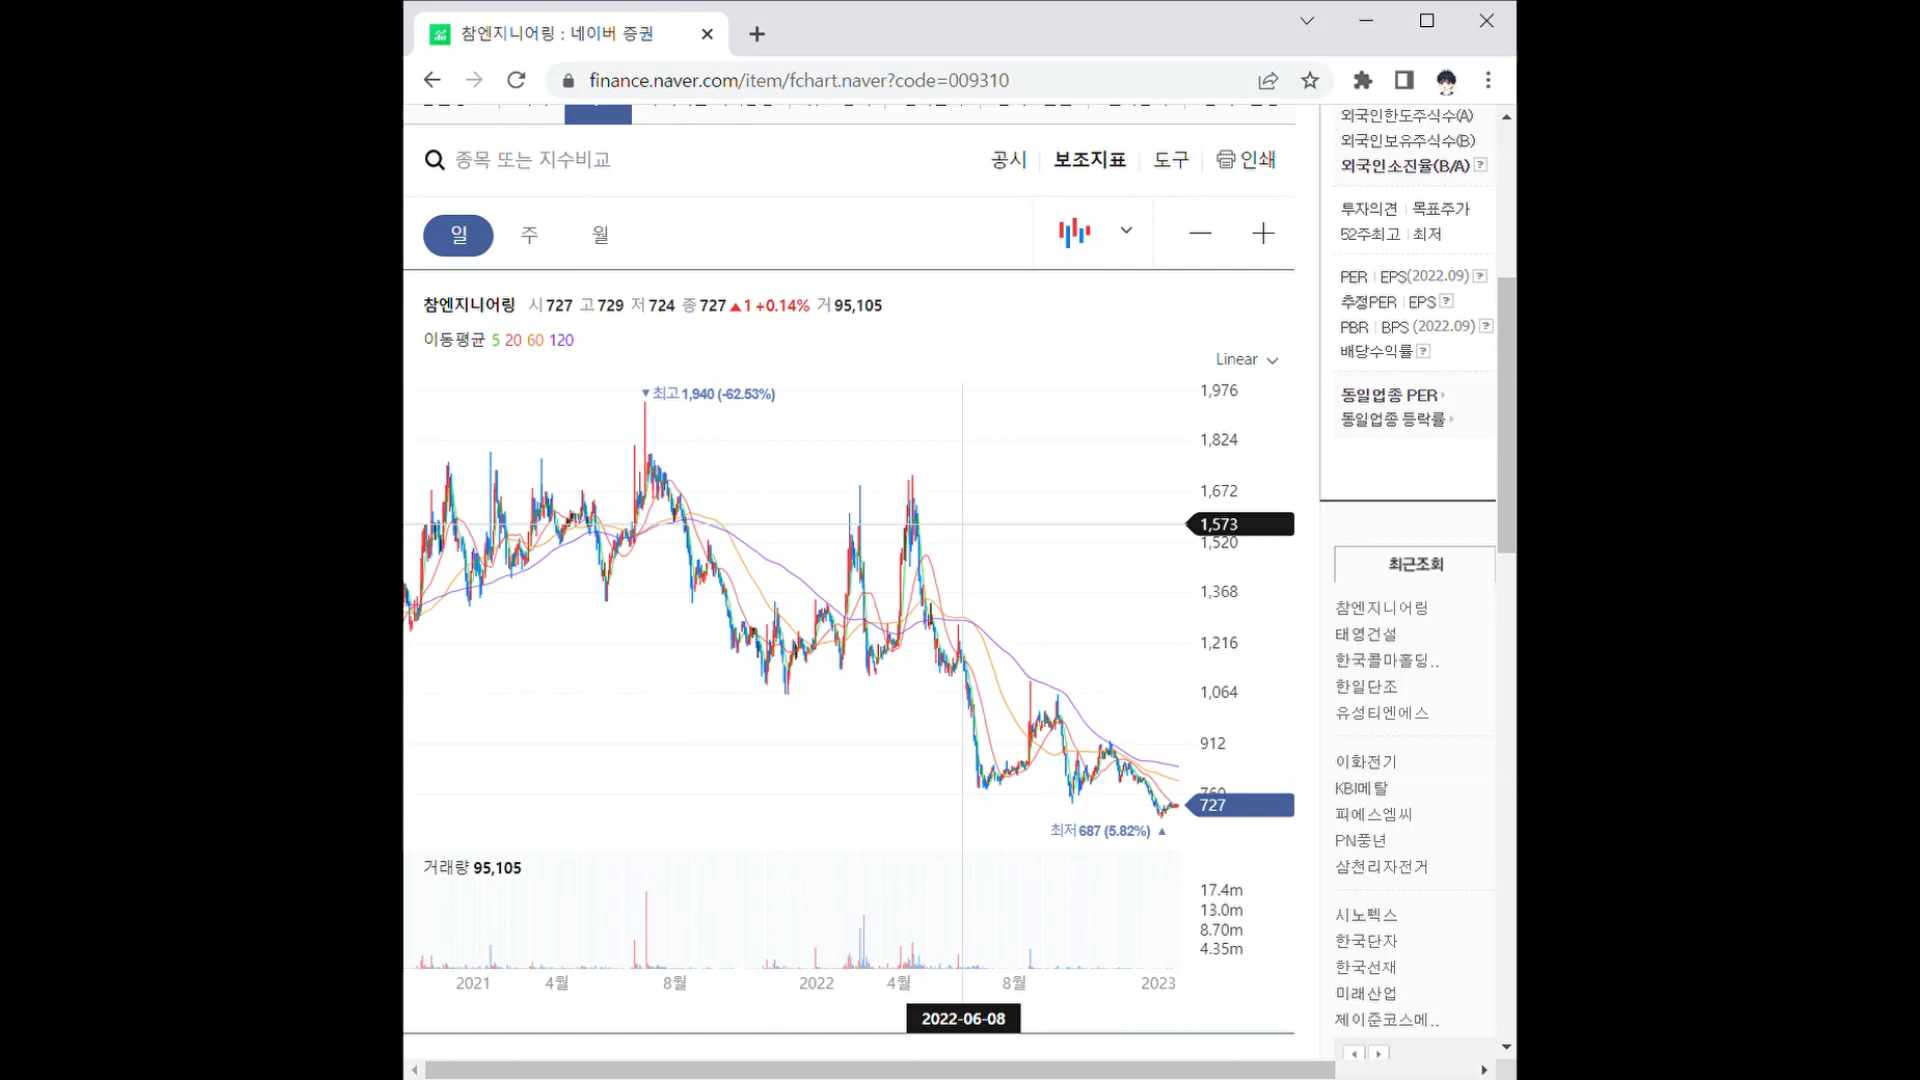 참엔지니어링 : 네이버 증권
finance.naver.com/item/fchart.naver?code=009310
종목 또는 지수비교
공시
보조지표
도구
인쇄
일
주
월
참엔지니어링 시 727 고 729 저 724 종 727 ▲1 +0.14% 거 95,105
이동평균 5 20 60 120
Linear
▼최고 1,940 (-62.53%)
1,976
1,824
1,672
1,573
1,520
1,368
1,216
1,064
912
760
727
최저 687 (5.82%) ▲
거래량 95,105
17.4m
13.0m
8.70m
4.35m
2021
4월
8월
2022
4월
8월
2023
2022-06-08
외국인한도주식수(A)
외국인보유주식수(B)
외국인소진율(B/A) ?
투자의견 | 목표주가
52주최고 | 최저
PER | EPS(2022.09) ?
추정PER | EPS ?
PBR | BPS (2022.09) ?
배당수익률 ?
동일업종 PER
동일업종 등락률
최근조회
참엔지니어링
태영건설
한국콜마홀딩..
한일단조
유성티엔에스
이화전기
KBI메탈
피에스엠씨
PN풍년
삼천리자전거
시노펙스
한국단자
한국선재
미래산업
제이준코스메..